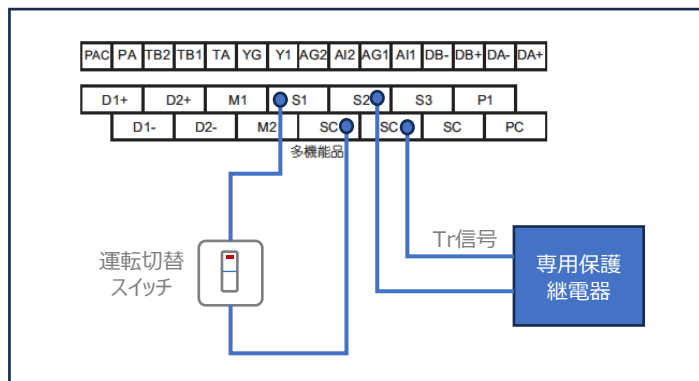 PAC PA TB2 TB1 TA YG Y1 AG2 AI2 AG1 AI1 DB- DB+ DA- DA+
D1+ D2+ M1 S1 S2 S3 P1
D1- D2- M2 SC SC SC PC
多機能品
運転切替
スイッチ
Tr信号
専用保護
継電器